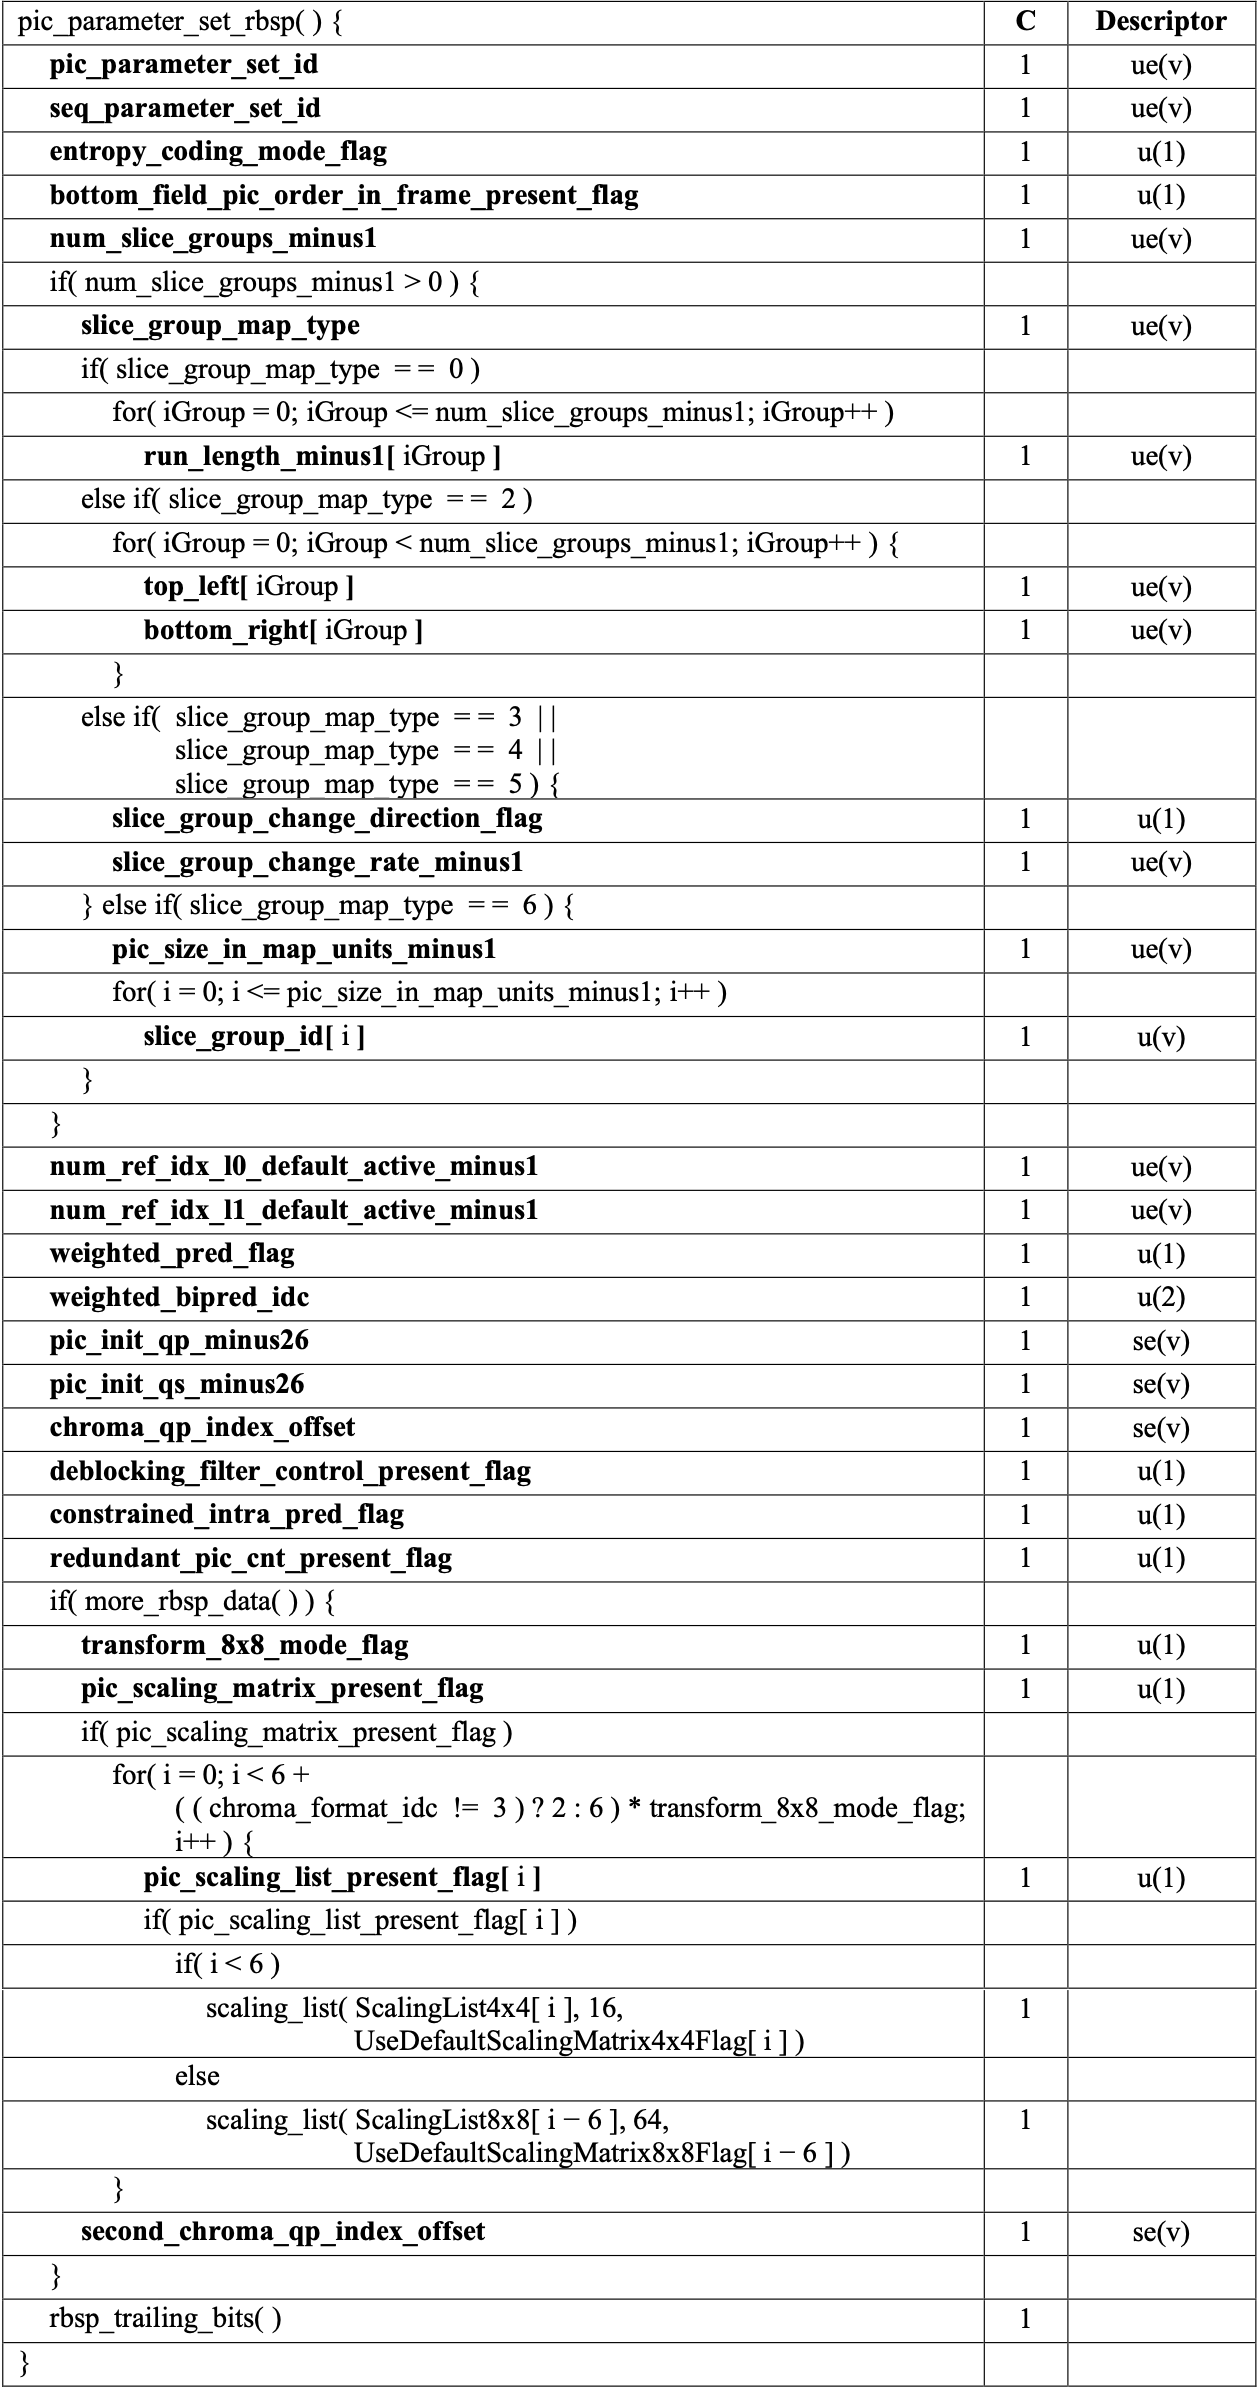 pic_parameter_set_rbsp( ) { C Descriptor
pic_parameter_set_id 1 ue(v)
seq_parameter_set_id 1 ue(v)
entropy_coding_mode_flag 1 u(1)
bottom_field_pic_order_in_frame_present_flag 1 u(1)
num_slice_groups_minus1 1 ue(v)
if( num_slice_groups_minus1 > 0 ) {
slice_group_map_type 1 ue(v)
if( slice_group_map_type = = 0 )
for( iGroup = 0; iGroup <= num_slice_groups_minus1; iGroup++ )
run_length_minus1[ iGroup ] 1 ue(v)
else if( slice_group_map_type = = 2 )
for( iGroup = 0; iGroup < num_slice_groups_minus1; iGroup++ ) {
top_left[ iGroup ] 1 ue(v)
bottom_right[ iGroup ] 1 ue(v)
}
else if( slice_group_map_type = = 3 | |
slice_group_map_type = = 4 | |
slice_group_map_type = = 5 ) {
slice_group_change_direction_flag 1 u(1)
slice_group_change_rate_minus1 1 ue(v)
} else if( slice_group_map_type = = 6 ) {
pic_size_in_map_units_minus1 1 ue(v)
for( i = 0; i <= pic_size_in_map_units_minus1; i++ )
slice_group_id[ i ] 1 u(v)
}
}
num_ref_idx_l0_default_active_minus1 1 ue(v)
num_ref_idx_l1_default_active_minus1 1 ue(v)
weighted_pred_flag 1 u(1)
weighted_bipred_idc 1 u(2)
pic_init_qp_minus26 1 se(v)
pic_init_qs_minus26 1 se(v)
chroma_qp_index_offset 1 se(v)
deblocking_filter_control_present_flag 1 u(1)
constrained_intra_pred_flag 1 u(1)
redundant_pic_cnt_present_flag 1 u(1)
if( more_rbsp_data( ) ) {
transform_8x8_mode_flag 1 u(1)
pic_scaling_matrix_present_flag 1 u(1)
if( pic_scaling_matrix_present_flag )
for( i = 0; i < 6 +
( ( chroma_format_idc != 3 ) ? 2 : 6 ) * transform_8x8_mode_flag;
i++ ) {
pic_scaling_list_present_flag[ i ] 1 u(1)
if( pic_scaling_list_present_flag[ i ] )
if( i < 6 )
scaling_list( ScalingList4x4[ i ], 16, 1
UseDefaultScalingMatrix4x4Flag[ i ] )
else
scaling_list( ScalingList8x8[ i − 6 ], 64, 1
UseDefaultScalingMatrix8x8Flag[ i − 6 ] )
}
second_chroma_qp_index_offset 1 se(v)
}
rbsp_trailing_bits( ) 1
}